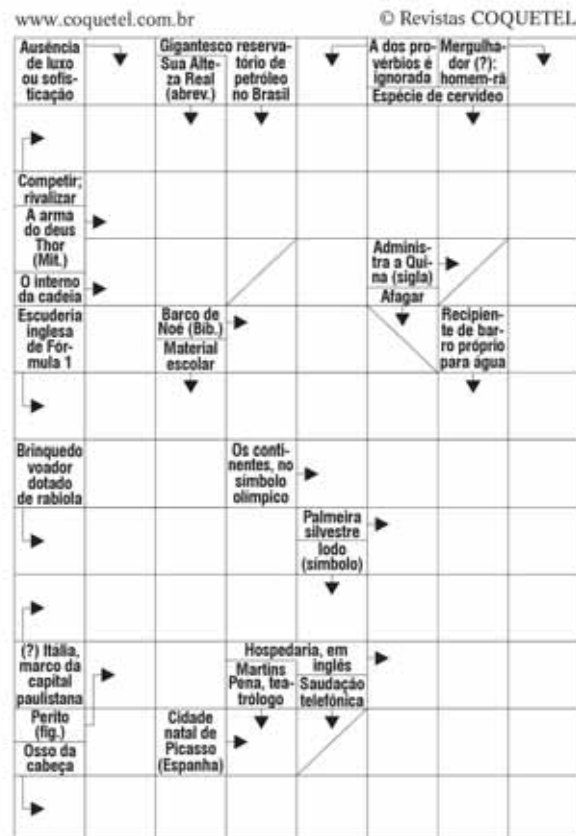 www.coquetel.com.br
© Revistas COQUETEL
Ausência
de luxo
ou sofis-
ticação
Gigantesco reserva-
tório de
petróleo
no Brasil
Sua Alte-
za Real
(abrev.)
A dos pro-
vérbios é
ignorada
Mergulha-
dor (?):
homem-rã
Espécie de cervídeo
Competir;
rivalizar
A arma
do deus
Thor
(Mit.)
O interno
da cadeia
Adminis-
tra a Qui-
na (sigla)
Afagar
Escuderia
inglesa
de Fór-
mula 1
Barco de
Noé (Bíb.)
Material
escolar
Recipien-
te de bar-
ro próprio
para água
Brinquedo
voador
dotado
de rabiola
Os conti-
nentes, no
símbolo
olímpico
Palmeira
silvestre
Iodo
(símbolo)
(?) Itália,
marco da
capital
paulistana
Hospedaria, em
inglês
Martins
Pena, tea-
trólogo
Saudação
telefônica
Perito
(fig.)
Osso da
cabeça
Cidade
natal de
Picasso
(Espanha)